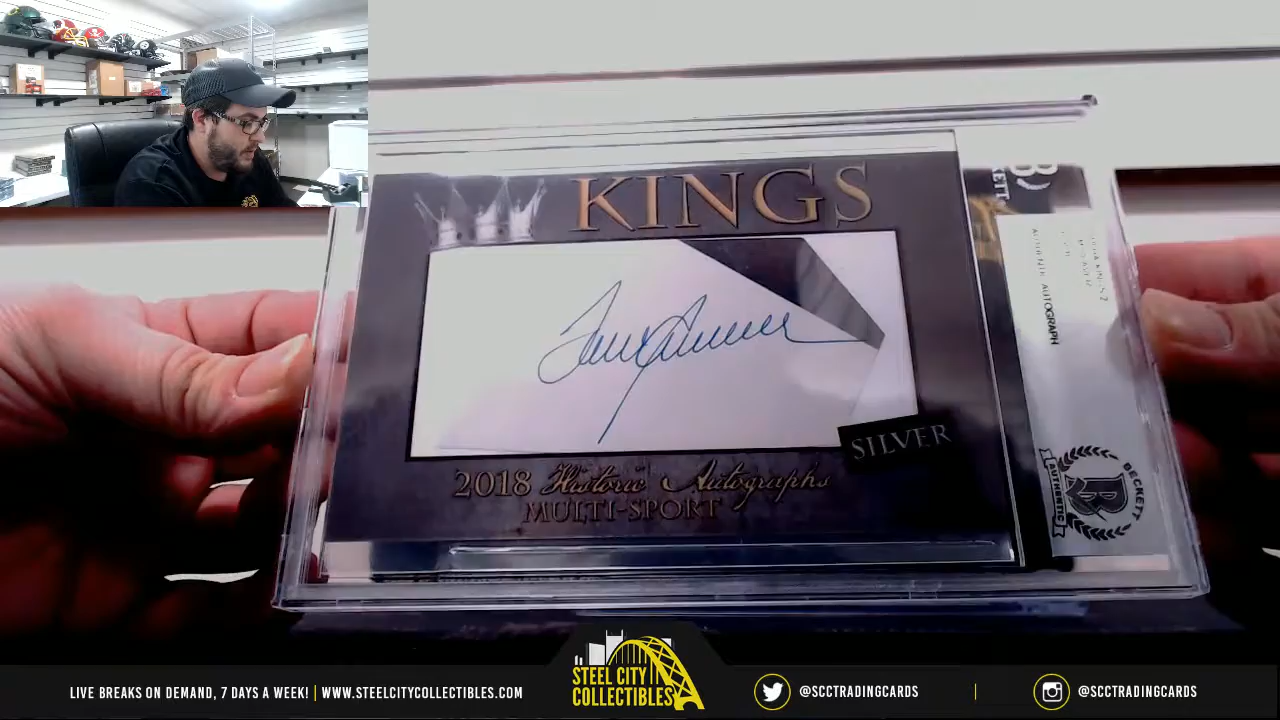 KINGS
SILVER
2018 Historic Autographs
MULTI-SPORT
AUTHENTIC AUTOGRAPH
BECKETT
AUTHENTIC
LIVE BREAKS ON DEMAND, 7 DAYS A WEEK! | WWW.STEELCITYCOLLECTIBLES.COM
STEEL CITY
COLLECTIBLES
@SCCTRADINGCARDS
@SCCTRADINGCARDS